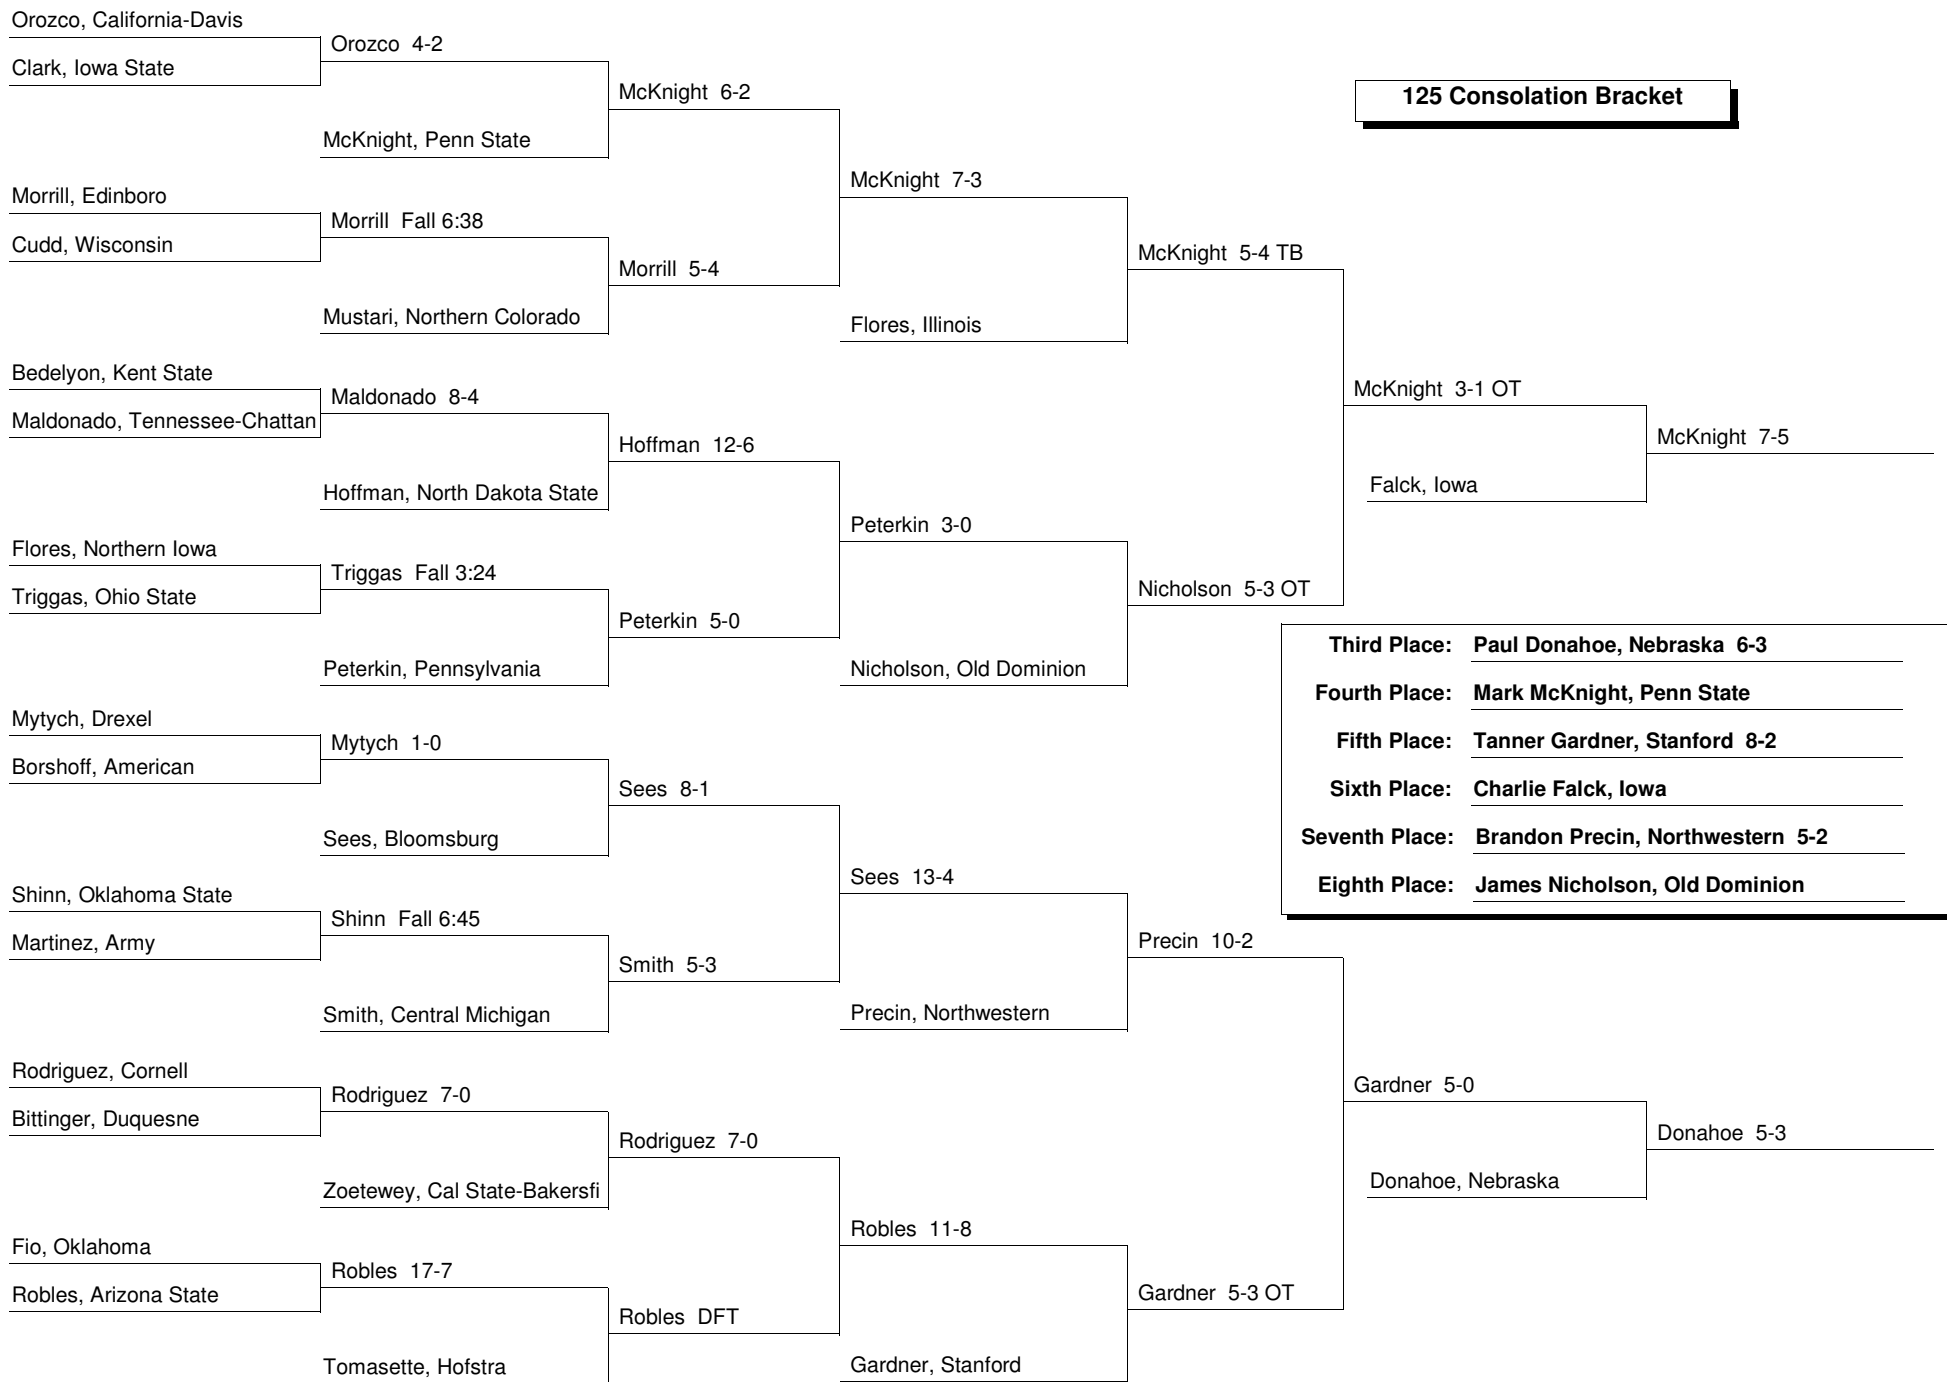 Orozco, California-Davis
Clark, Iowa State
Orozco 4-2
McKnight, Penn State
McKnight 6-2
Morrill, Edinboro
Cudd, Wisconsin
Morrill Fall 6:38
Mustari, Northern Colorado
Morrill 5-4
McKnight 7-3
Flores, Illinois
McKnight 5-4 TB
Bedelyon, Kent State
Maldonado, Tennessee-Chattan
Maldonado 8-4
Hoffman, North Dakota State
Hoffman 12-6
Flores, Northern Iowa
Triggas, Ohio State
Triggas Fall 3:24
Peterkin, Pennsylvania
Peterkin 5-0
Peterkin 3-0
Nicholson, Old Dominion
Nicholson 5-3 OT
McKnight 3-1 OT
Falck, Iowa
McKnight 7-5
Mytych, Drexel
Borshoff, American
Mytych 1-0
Sees, Bloomsburg
Sees 8-1
Shinn, Oklahoma State
Martinez, Army
Shinn Fall 6:45
Smith, Central Michigan
Smith 5-3
Sees 13-4
Precin, Northwestern
Precin 10-2
Rodriguez, Cornell
Bittinger, Duquesne
Rodriguez 7-0
Zoetewey, Cal State-Bakersfi
Rodriguez 7-0
Fio, Oklahoma
Robles, Arizona State
Robles 17-7
Tomasette, Hofstra
Robles DFT
Robles 11-8
Gardner, Stanford
Gardner 5-3 OT
Gardner 5-0
Donahoe, Nebraska
Donahoe 5-3
125 Consolation Bracket
Third Place: Paul Donahoe, Nebraska 6-3
Fourth Place: Mark McKnight, Penn State
Fifth Place: Tanner Gardner, Stanford 8-2
Sixth Place: Charlie Falck, Iowa
Seventh Place: Brandon Precin, Northwestern 5-2
Eighth Place: James Nicholson, Old Dominion